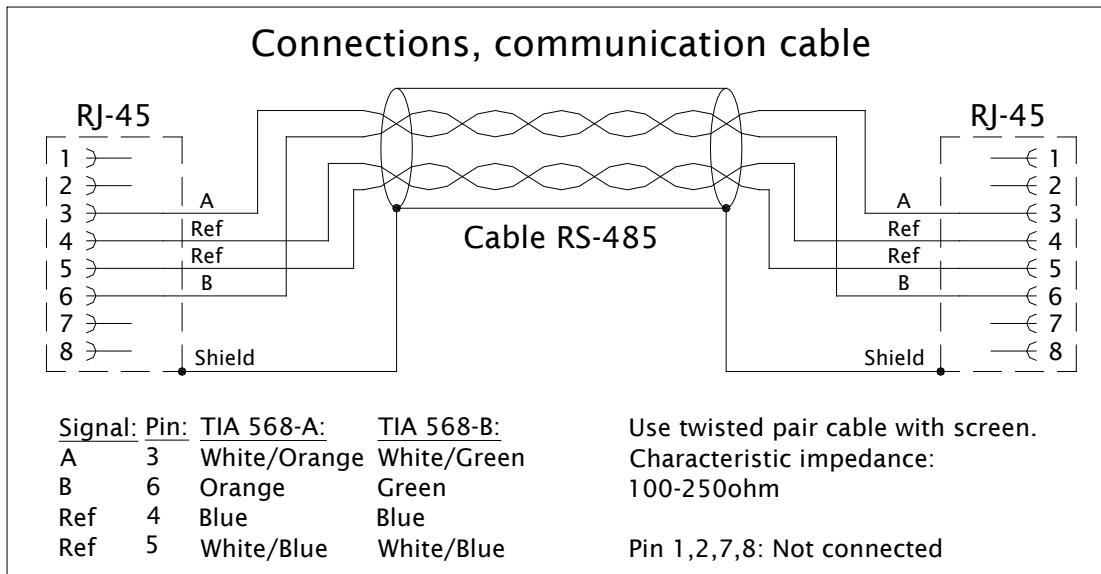 Connections, communication cable
RJ-45
RJ-45
1
2
3
4
5
6
7
8
A
Ref
Ref
B
Shield
Cable RS-485
A
Ref
Ref
B
Shield
1
2
3
4
5
6
7
8
Signal: Pin: TIA 568-A: TIA 568-B:
A 3 White/Orange White/Green
B 6 Orange Green
Ref 4 Blue Blue
Ref 5 White/Blue White/Blue
Use twisted pair cable with screen.
Characteristic impedance:
100-250ohm
Pin 1,2,7,8: Not connected